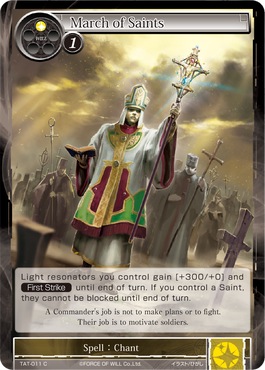 March of Saints
WILL
1
Light resonators you control gain [+300/+0] and
First Strike until end of turn. If you control a Saint,
they cannot be blocked until end of turn.
A Commander's job is not to make plans or to fight.
Their job is to motivate soldiers.
Spell : Chant
TAT-011 C
©FORCE OF WILL Co.,Ltd.